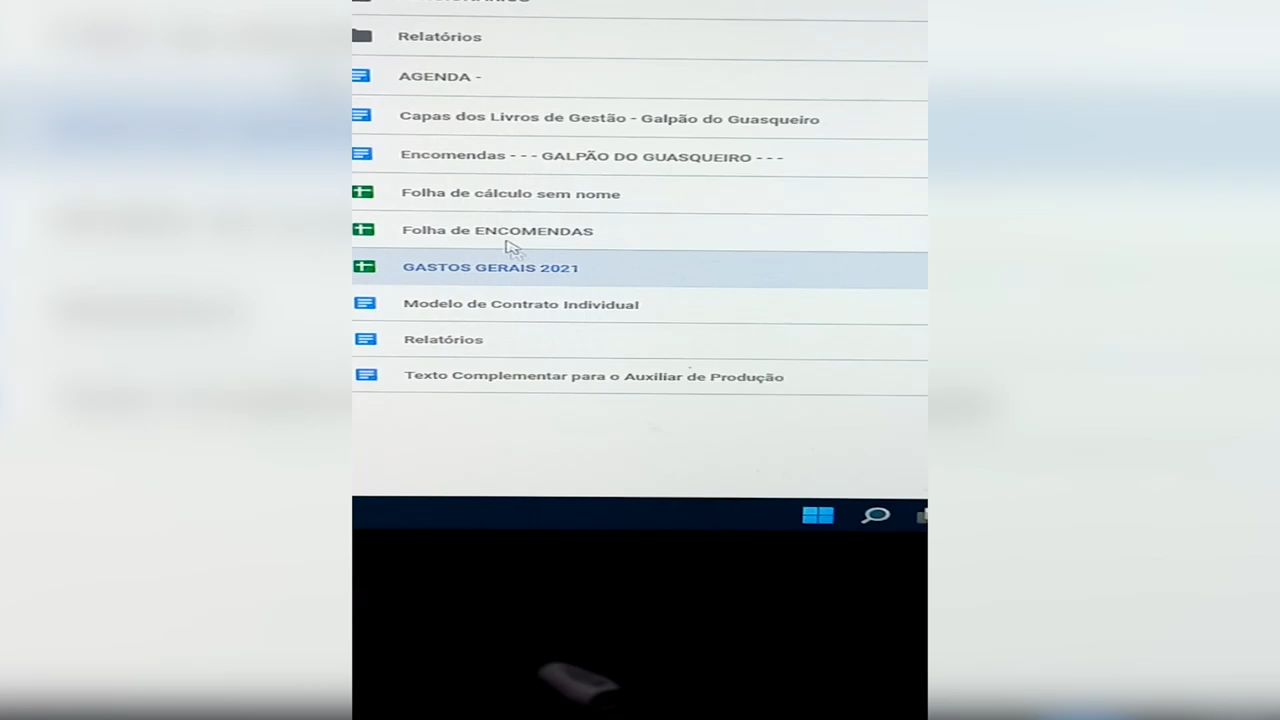 Relatórios
AGENDA -
Capas dos Livros de Gestão - Galpão do Guasqueiro
Encomendas - - - GALPÃO DO GUASQUEIRO - - -
Folha de cálculo sem nome
Folha de ENCOMENDAS
GASTOS GERAIS 2021
Modelo de Contrato Individual
Relatórios
Texto Complementar para o Auxiliar de Produção